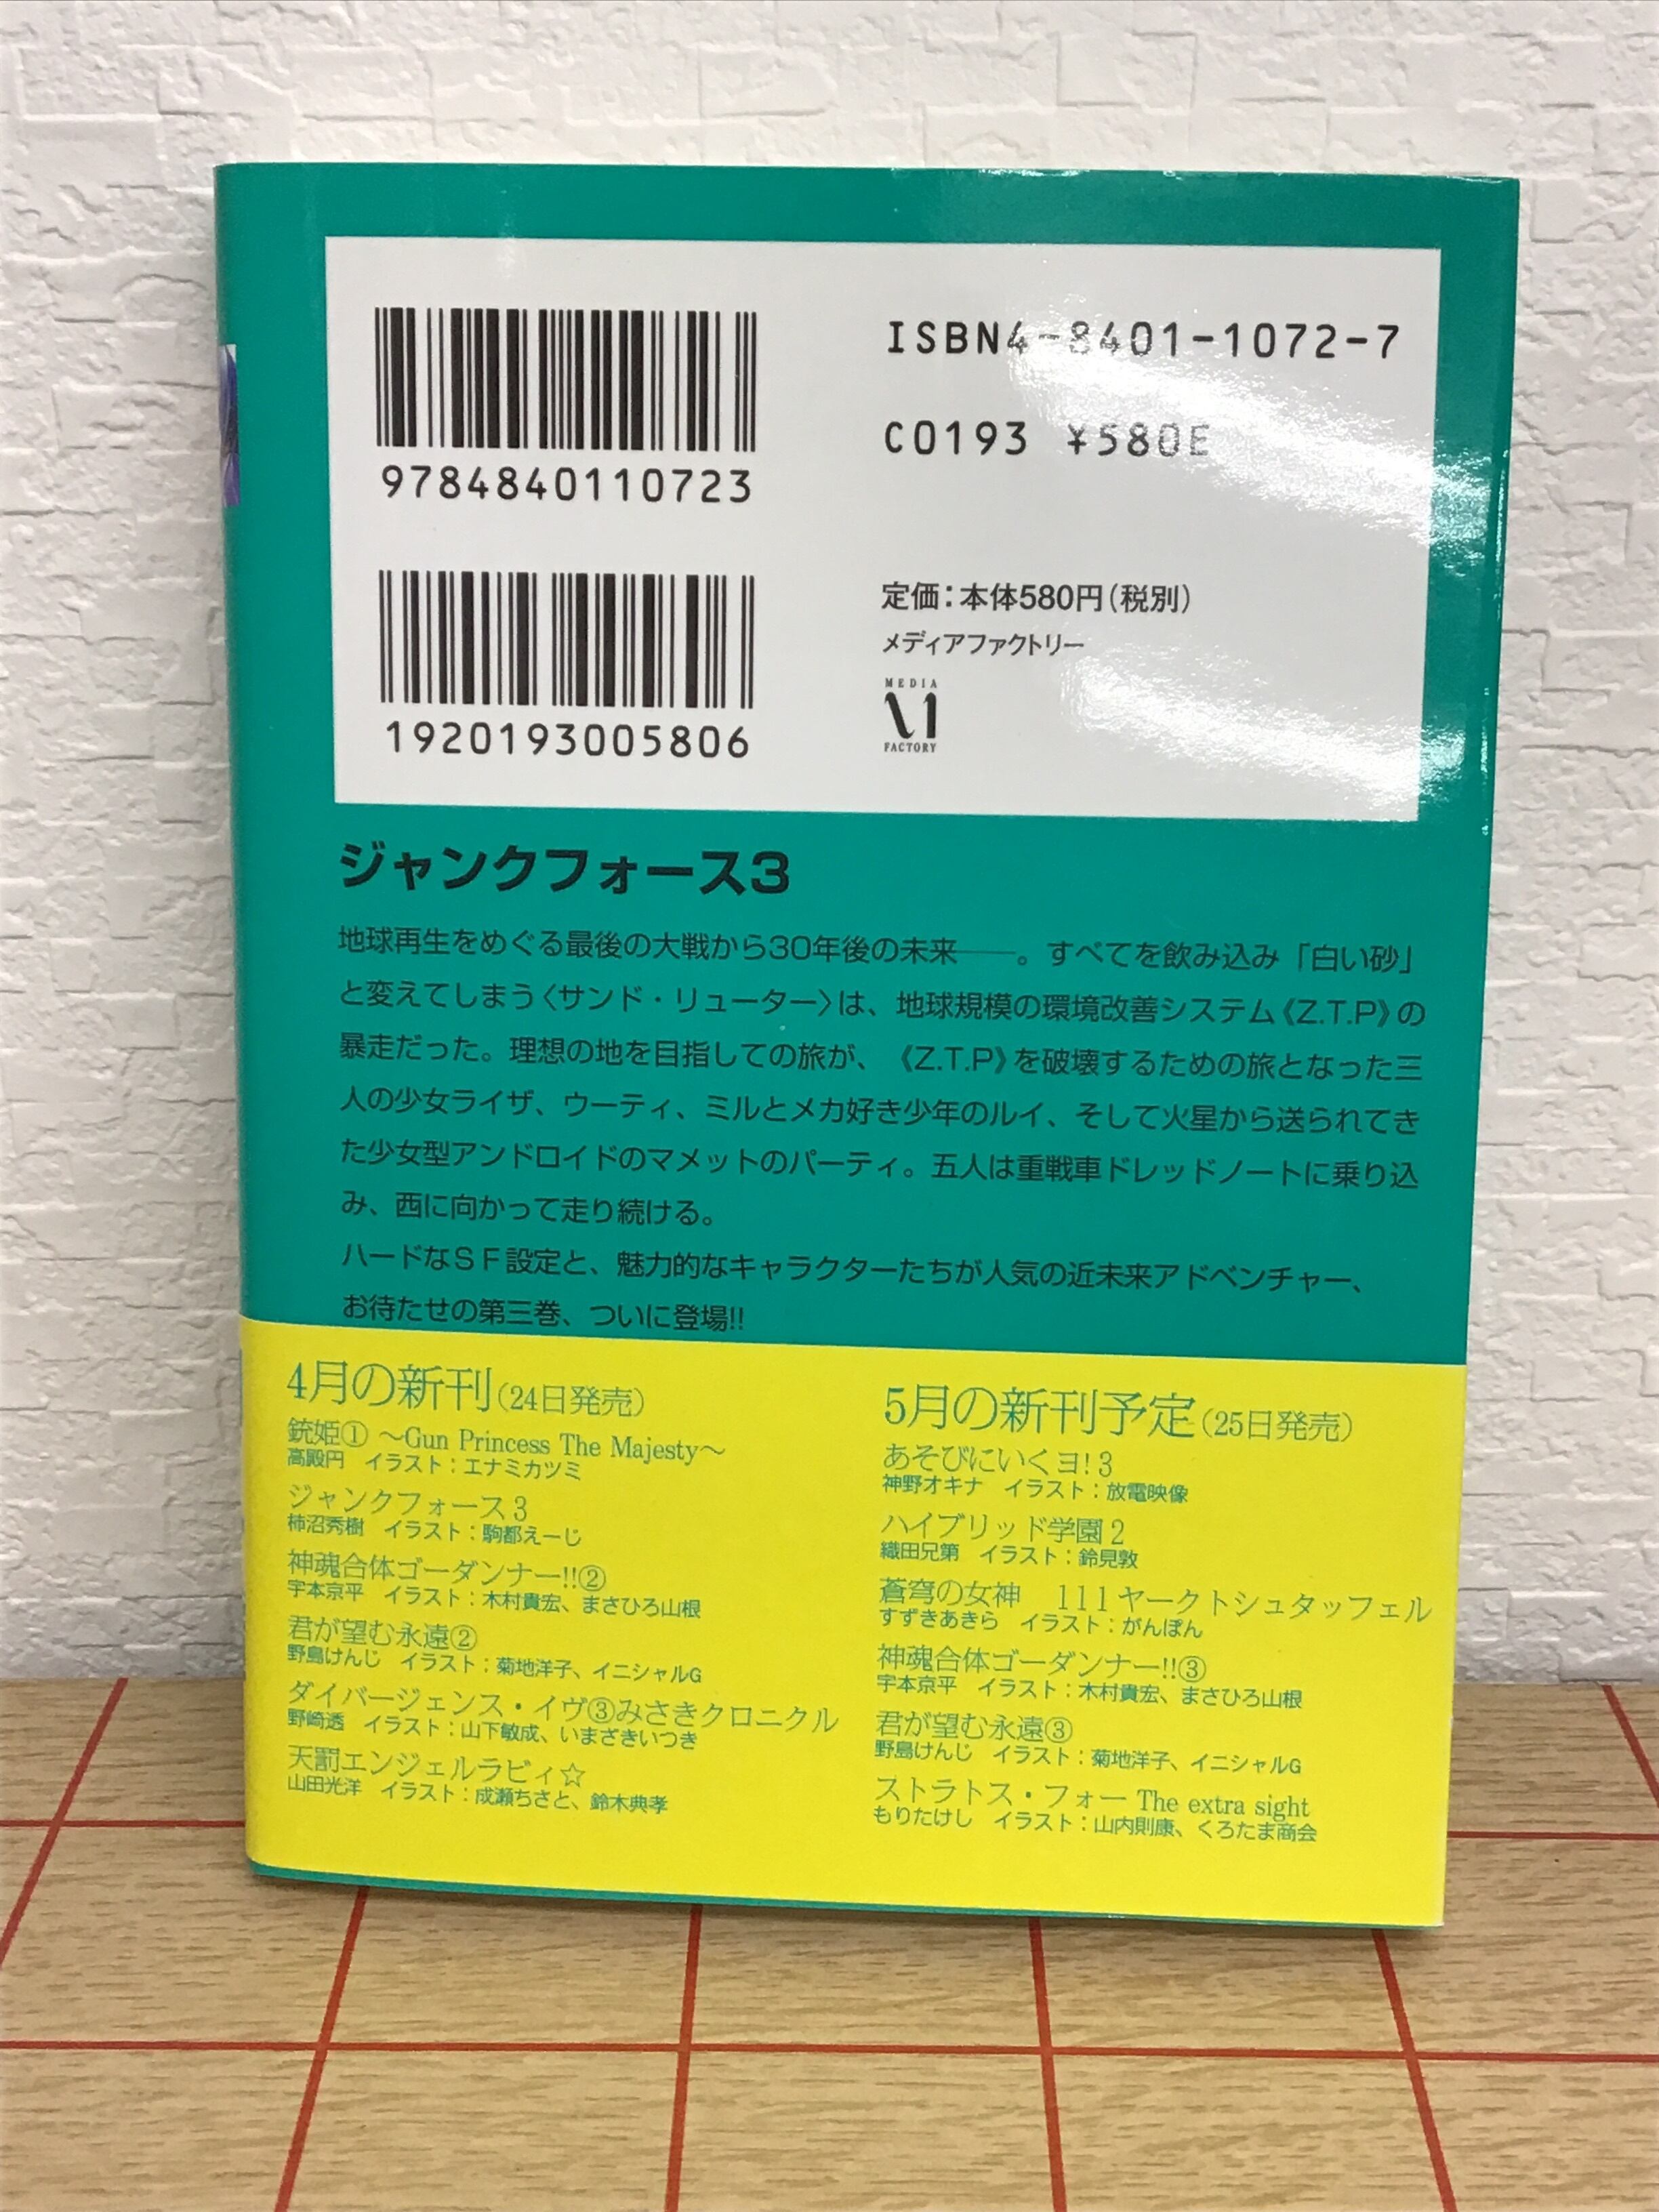 ISBN4-8401-1072-7
9784840110723
C0193 ¥580E
1920193005806
定価：本体580円（税別）
メディアファクトリー
MEDIA
FACTORY
ジャンクフォース3
地球再生をめぐる最後の大戦から30年後の未来――。すべてを飲み込み「白い砂」
と変えてしまう〈サンド・リューター〉は、地球規模の環境改善システム《Z.T.P》の
暴走だった。理想の地を目指しての旅が、《Z.T.P》を破壊するための旅となった三
人の少女ライザ、ウーティ、ミルとメカ好き少年のルイ、そして火星から送られてき
た少女型アンドロイドのマメットのパーティ。五人は重戦車ドレッドノートに乗り込
み、西に向かって走り続ける。
ハードなＳＦ設定と、魅力的なキャラクターたちが人気の近未来アドベンチャー、
お待たせの第三巻、ついに登場!!
4月の新刊（24日発売）
銃姫① 〜Gun Princess The Majesty〜
高殿円　イラスト：エナミカツミ
ジャンクフォース3
柿沼秀樹　イラスト：駒都えーじ
神魂合体ゴーダンナー!!②
宇本京平　イラスト：木村貴宏、まさひろ山根
君が望む永遠②
野島けんじ　イラスト：菊地洋子、イニシャルG
ダイバージェンス・イヴ③みさきクロニクル
野崎透　イラスト：山下敏成、いまざきいつき
天罰エンジェルラビィ☆
山田光洋　イラスト：成瀬ちさと、鈴木典孝
5月の新刊予定（25日発売）
あそびにいくヨ! 3
神野オキナ　イラスト：放電映像
ハイブリッド学園 2
織田兄第　イラスト：鈴見敦
蒼穹の女神　111ヤークトシュタッフェル
すずきあきら　イラスト：がんぽん
神魂合体ゴーダンナー!!③
宇本京平　イラスト：木村貴宏、まさひろ山根
君が望む永遠③
野島けんじ　イラスト：菊地洋子、イニシャルG
ストラトス・フォー The extra sight
もりたけし　イラスト：山内則康、くろたま商会